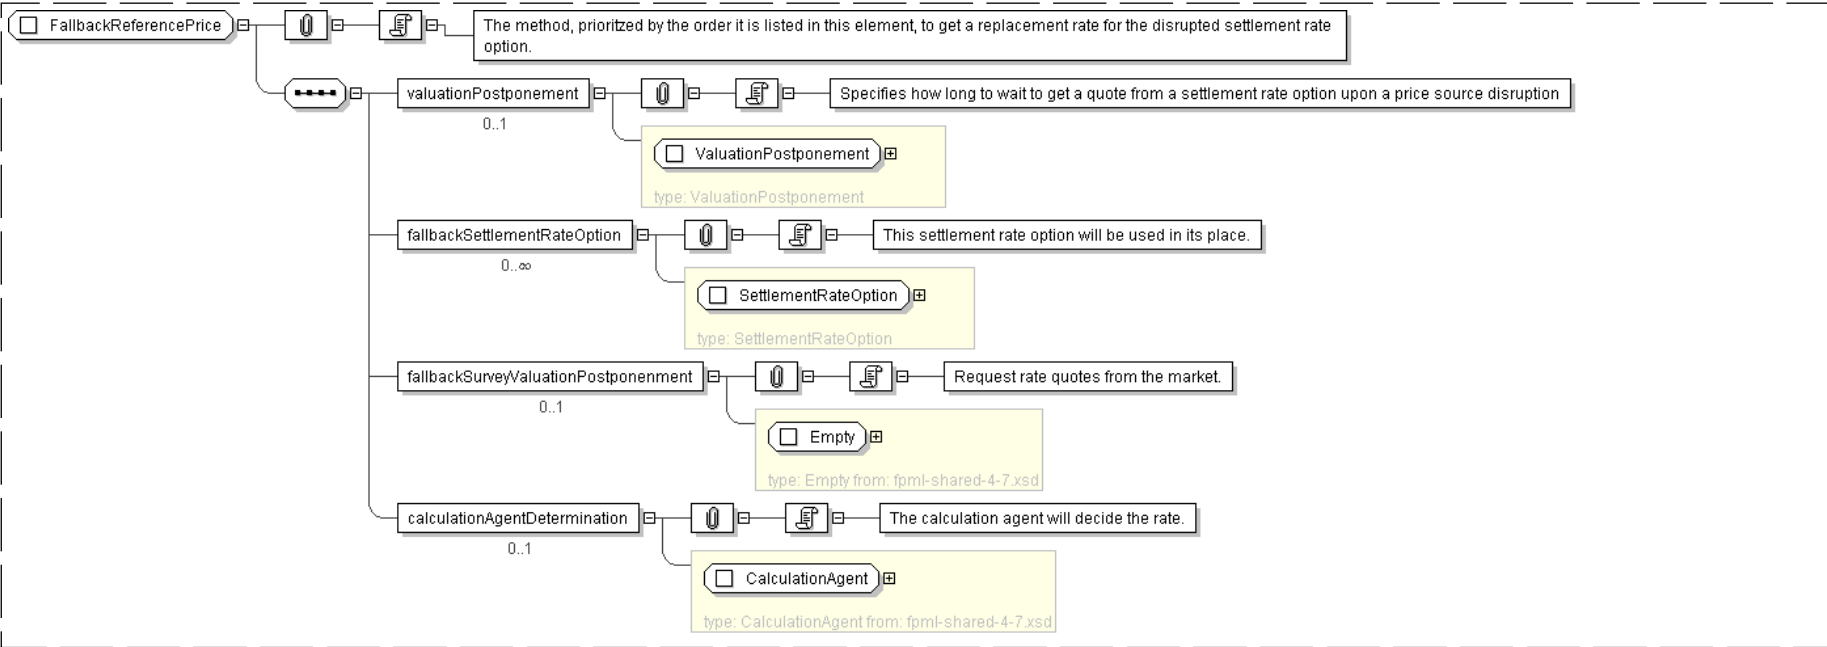 FallbackReferencePrice
The method, prioritzed by the order it is listed in this element, to get a replacement rate for the disrupted settlement rate
option.
valuationPostponement
Specifies how long to wait to get a quote from a settlement rate option upon a price source disruption
0..1
ValuationPostponement
type: ValuationPostponement
fallbackSettlementRateOption
This settlement rate option will be used in its place.
0..∞
SettlementRateOption
type: SettlementRateOption
fallbackSurveyValuationPostponenment
Request rate quotes from the market.
0..1
Empty
type: Empty from: fpml-shared-4-7.xsd
calculationAgentDetermination
The calculation agent will decide the rate.
0..1
CalculationAgent
type: CalculationAgent from: fpml-shared-4-7.xsd